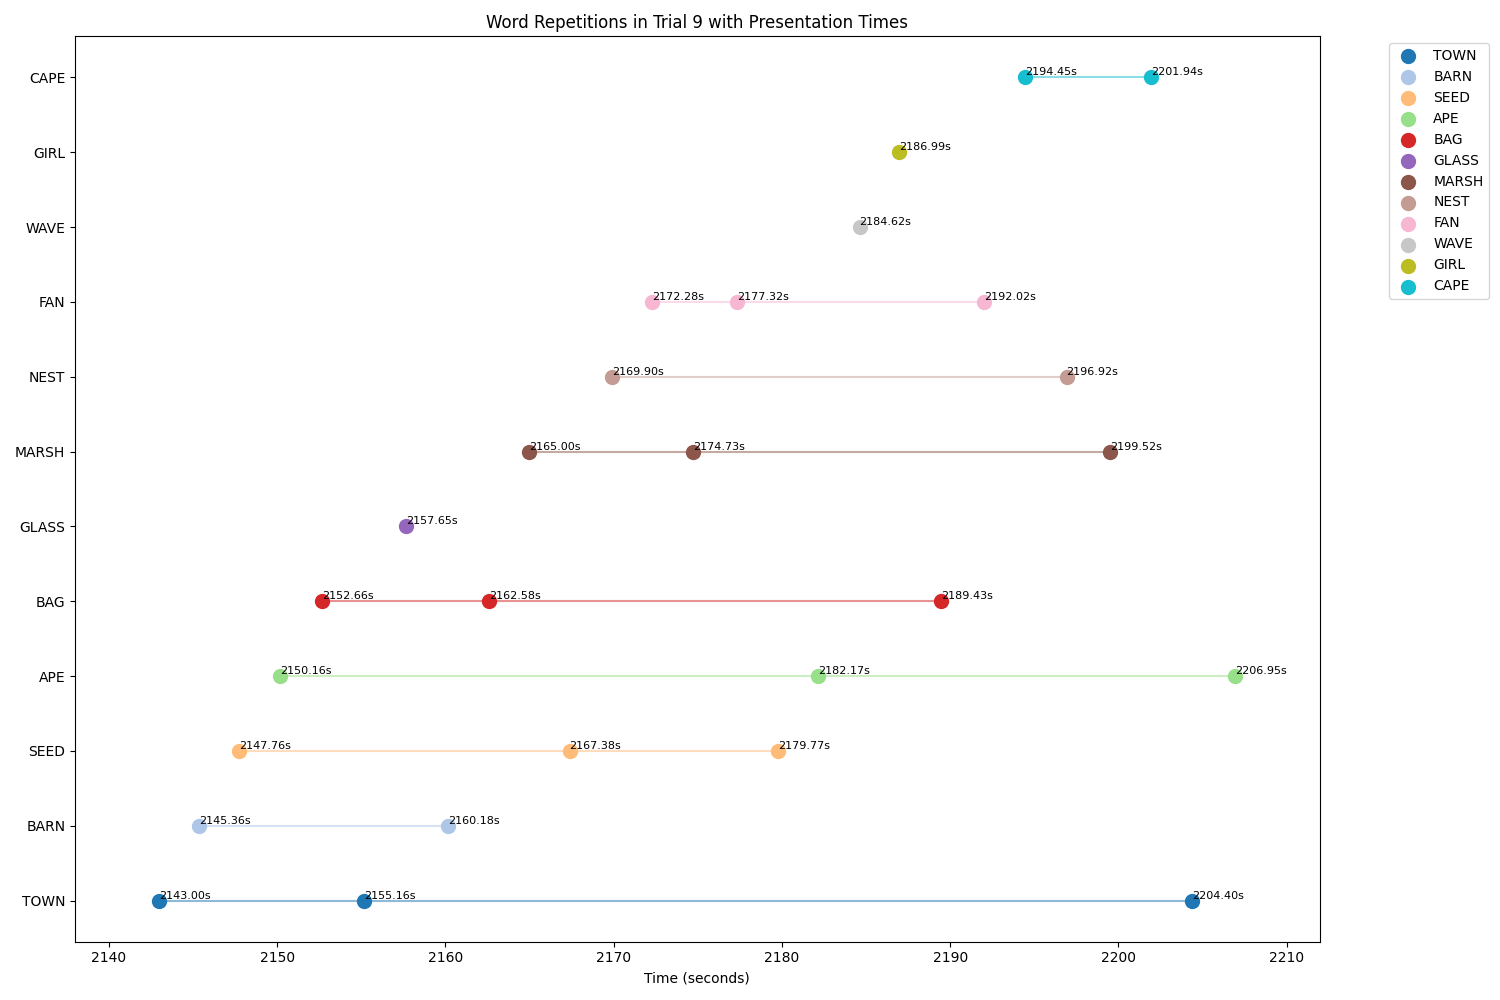 Word Repetitions in Trial 9 with Presentation Times
CAPE 2194.45s 2201.94s
GIRL 2186.99s
WAVE 2184.62s
FAN 2172.28s 2177.32s 2192.02s
NEST 2169.90s 2196.92s
MARSH 2165.00s 2174.73s 2199.52s
GLASS 2157.65s
BAG 2152.66s 2162.58s 2189.43s
APE 2150.16s 2182.17s 2206.95s
SEED 2147.76s 2167.38s 2179.77s
BARN 2145.36s 2160.18s
TOWN 2143.00s 2155.16s 2204.40s
2140 2150 2160 2170 2180 2190 2200 2210
Time (seconds)
TOWN
BARN
SEED
APE
BAG
GLASS
MARSH
NEST
FAN
WAVE
GIRL
CAPE